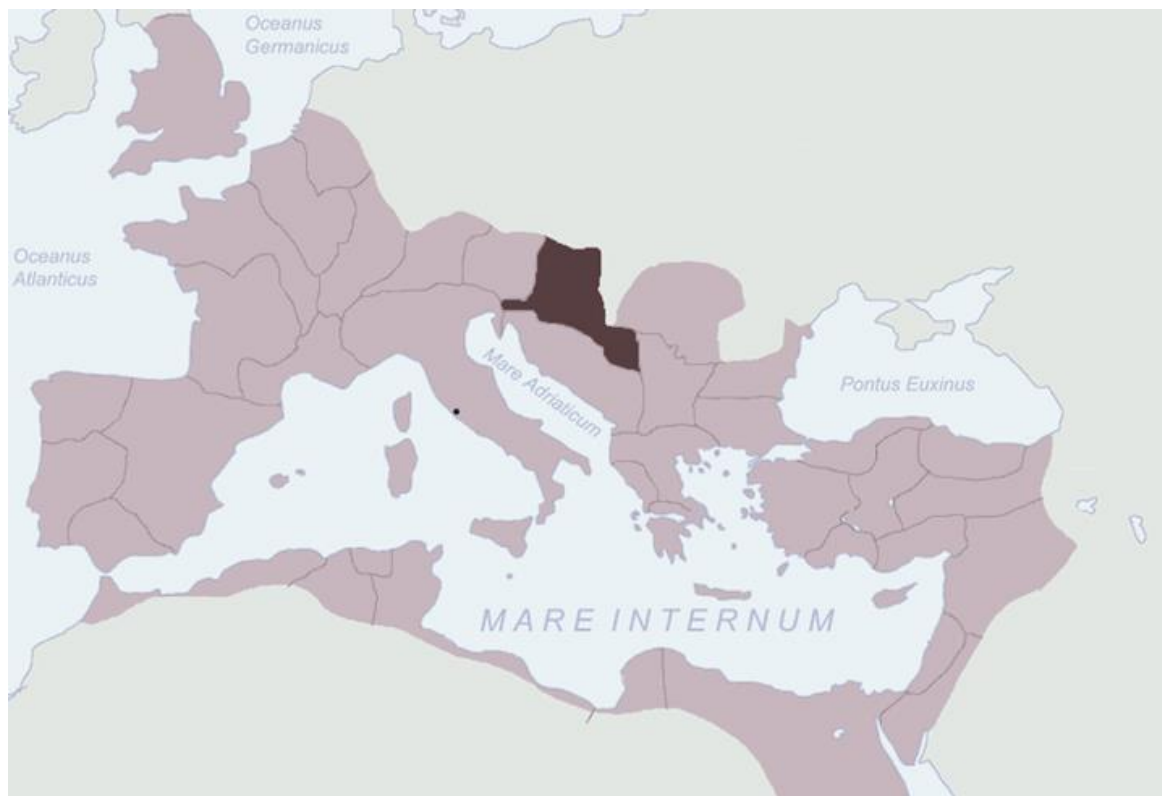 Oceanus
Germanicus
Oceanus
Atlanticus
Mare Adriaticum
Pontus Euxinus
MARE INTERNUM